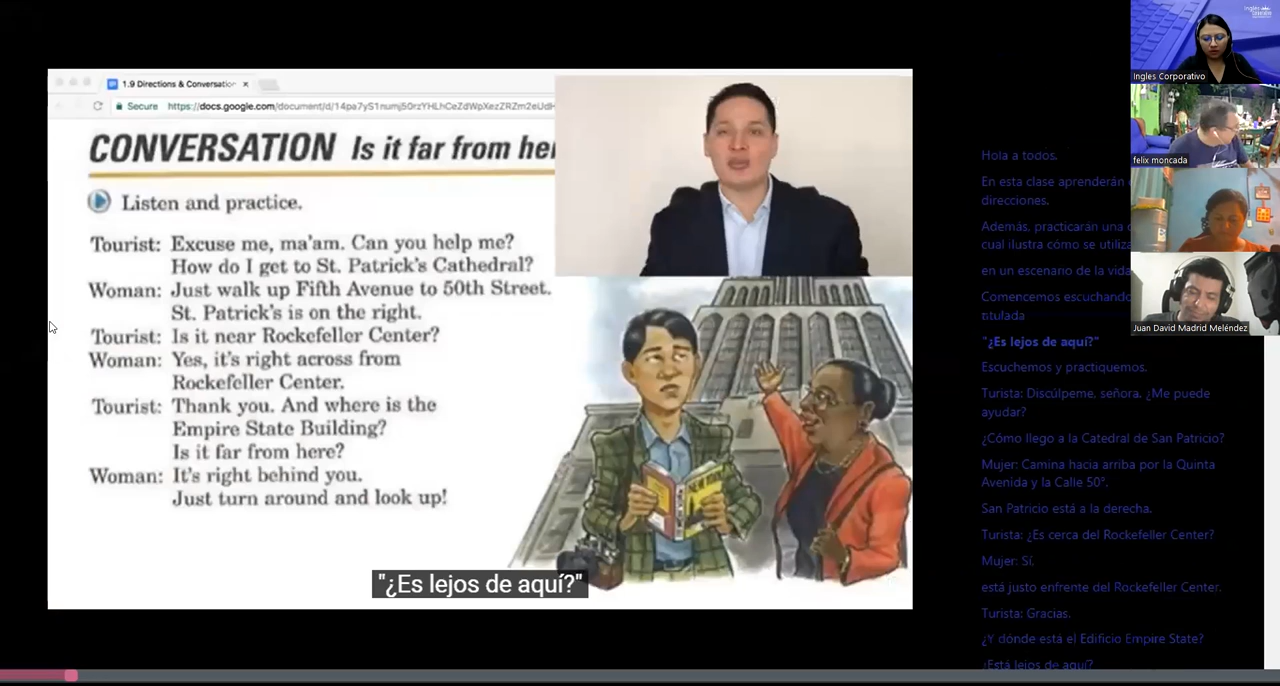 1.9 Directions & Conversation
Secure https://docs.google.com/document/d/
CONVERSATION Is it far from
Listen and practice.
Tourist: Excuse me, ma'am. Can you help me?
How do I get to St. Patrick's Cathedral?
Woman: Just walk up Fifth Avenue to 50th Street.
St. Patrick's is on the right.
Tourist: Is it near Rockefeller Center?
Woman: Yes, it's right across from
Rockefeller Center.
Tourist: Thank you. And where is the
Empire State Building?
Is it far from here?
Woman: It's right behind you.
Just turn around and look up!
NEW YORK
"¿Es lejos de aquí?"
Hola a todos.
En esta clase aprenderán
direcciones.
Además, practicarán una
cual ilustra cómo se utiliza
en un escenario de la vida
Comencemos escuchando
titulada
"¿Es lejos de aquí?"
Escuchemos y practiquemos.
Turista: Discúlpeme, señora. ¿Me puede
ayudar?
¿Cómo llego a la Catedral de San Patricio?
Mujer: Camina hacia arriba por la Quinta
Avenida y la Calle 50°.
San Patricio está a la derecha.
Turista: ¿Es cerca del Rockefeller Center?
Mujer: Sí,
está justo enfrente del Rockefeller Center.
Turista: Gracias.
¿Y dónde está el Edificio Empire State?
¿Está lejos de aquí?
Ingles Corporativo
felix moncada
Juan David Madrid Meléndez